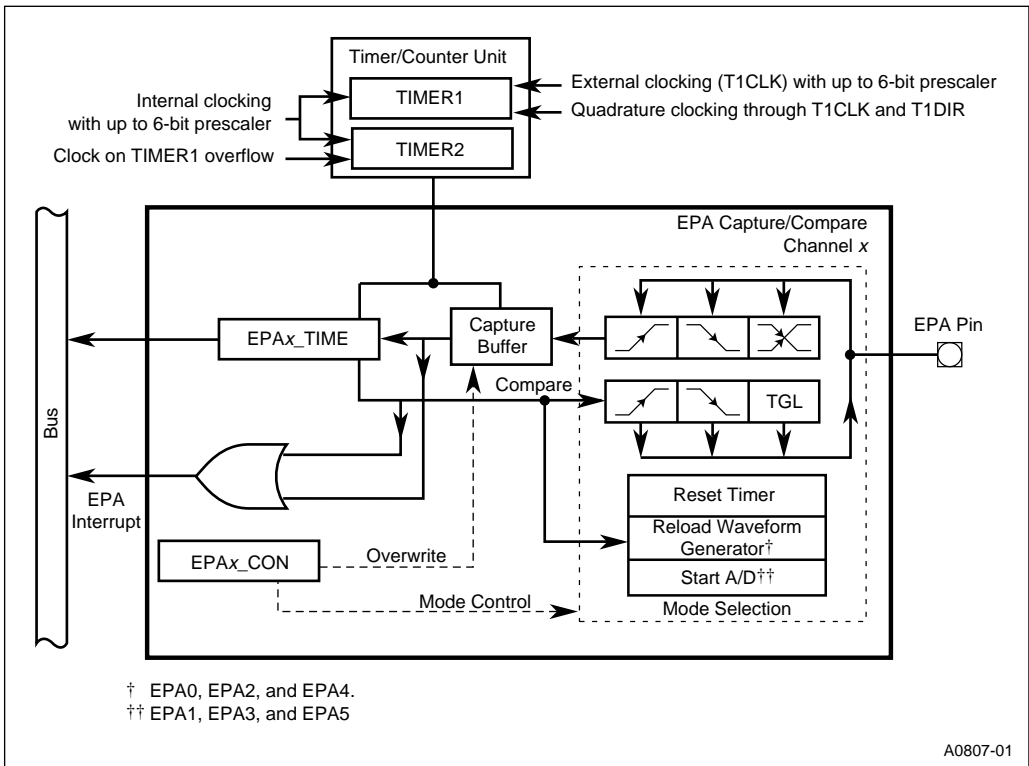 Timer/Counter Unit
TIMER1
TIMER2
External clocking (T1CLK) with up to 6-bit prescaler
Quadrature clocking through T1CLK and T1DIR
Internal clocking
with up to 6-bit prescaler
Clock on TIMER1 overflow
EPA Capture/Compare
Channel x
Bus
EPAx_TIME
Capture
Buffer
EPA Pin
Compare
TGL
EPA
Interrupt
Reset Timer
Reload Waveform
Generator†
Start A/D††
Mode Selection
EPAx_CON
Overwrite
Mode Control
† EPA0, EPA2, and EPA4.
†† EPA1, EPA3, and EPA5
A0807-01